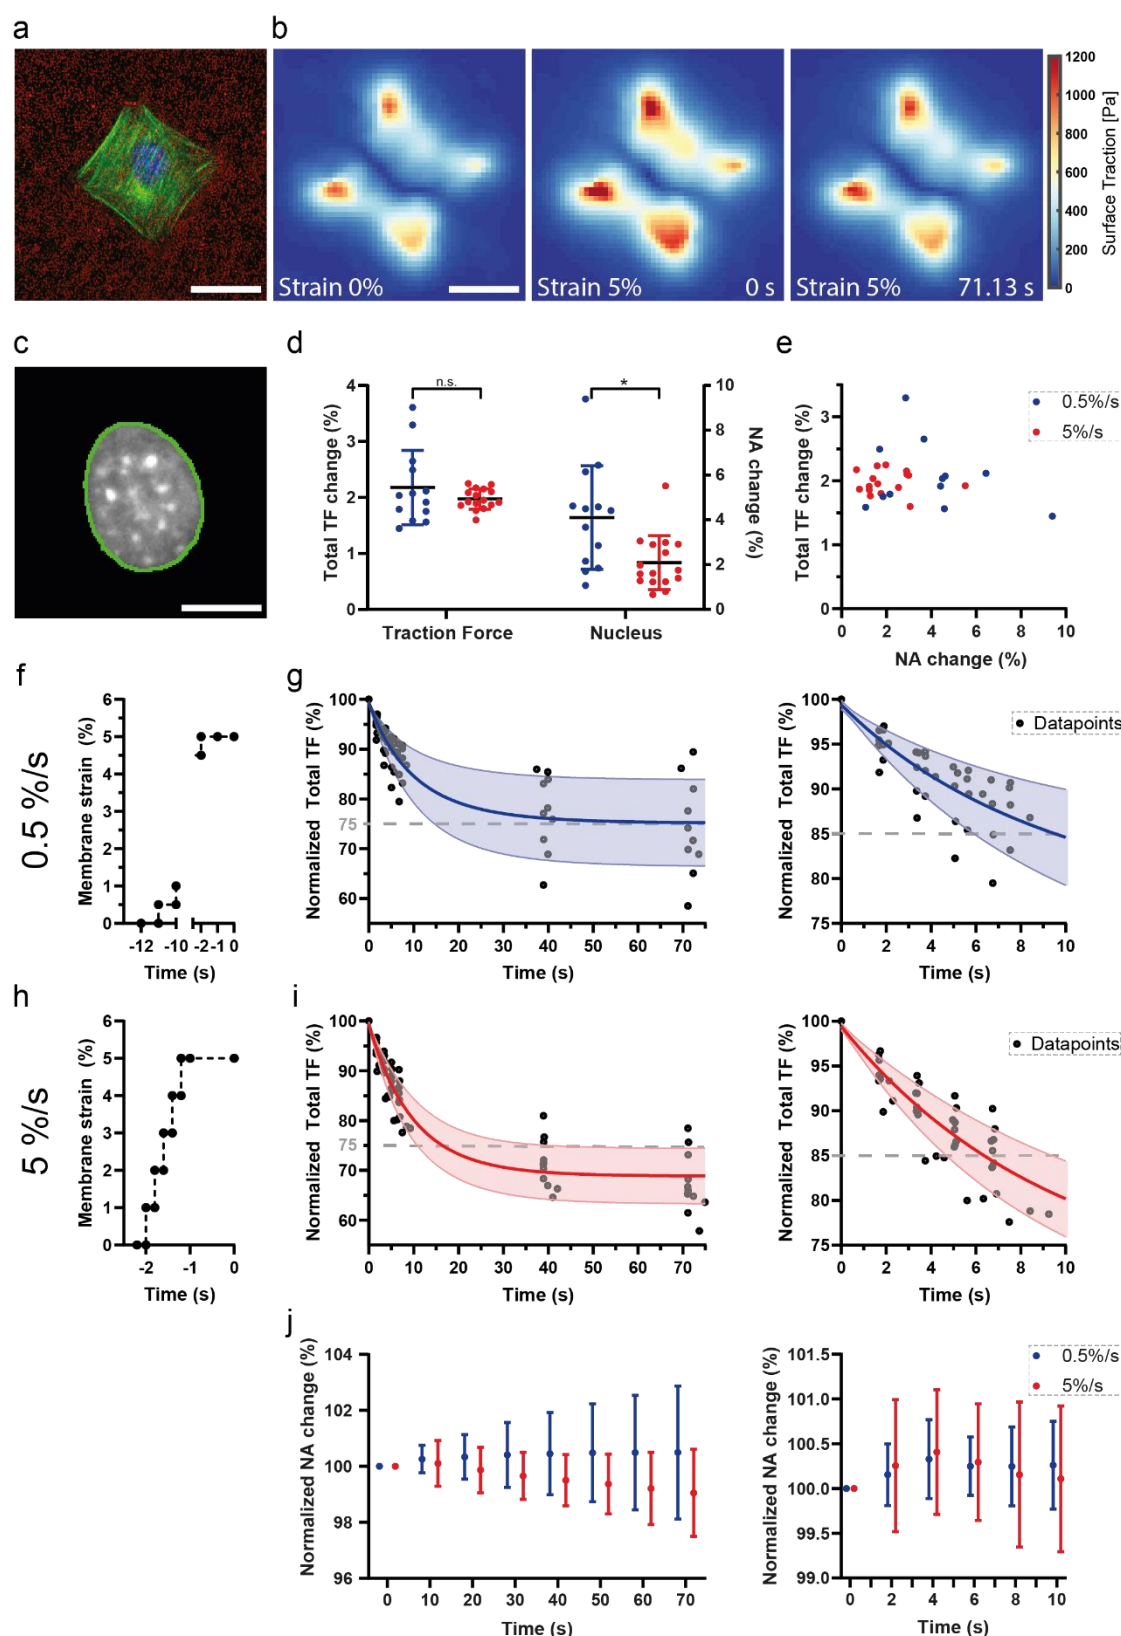 a
b
Strain 0%
Strain 5%
0 s
Strain 5%
71.13 s
1200
1000
800
600
400
200
0
Surface Traction [Pa]
c
d
Total TF change (%)
4
3
2
1
0
n.s.
*
10
8
6
4
2
0
NA change (%)
Traction Force
Nucleus
e
Total TF change (%)
3
2
1
0
0.5%/s
5%/s
0 2 4 6 8 10
NA change (%)
f
0.5 %/s
Membrane strain (%)
6
5
4
1
0
-12 -10 -2 -1 0
Time (s)
g
Normalized Total TF (%)
100
90
80
75
70
60
0 10 20 30 40 50 60 70
Time (s)
Normalized Total TF (%)
100
95
90
85
80
75
Datapoints
0 2 4 6 8 10
Time (s)
h
5 %/s
Membrane strain (%)
6
5
4
3
2
1
0
-2 -1 0
Time (s)
i
Normalized Total TF (%)
100
90
80
75
70
60
0 10 20 30 40 50 60 70
Time (s)
Normalized Total TF (%)
100
95
90
85
80
75
Datapoints
0 2 4 6 8 10
Time (s)
j
Normalized NA change (%)
104
102
100
98
96
0 10 20 30 40 50 60 70
Time (s)
Normalized NA change (%)
101.5
101.0
100.5
100.0
99.5
99.0
0.5%/s
5%/s
0 2 4 6 8 10
Time (s)